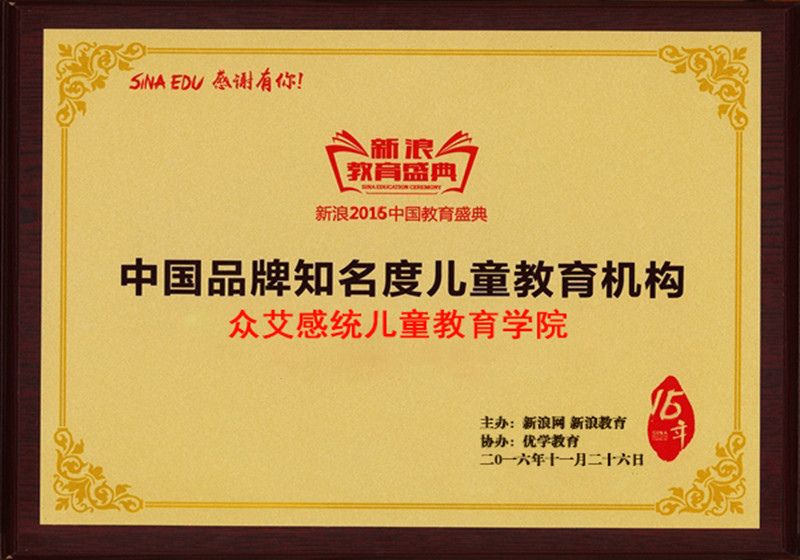 SINA EDU 感谢有你!
新浪
教育盛典
SINA EDUCATION CEREMONY
新浪2016中国教育盛典
中国品牌知名度儿童教育机构
众艾感统儿童教育学院
主办：新浪网 新浪教育
协办：优学教育
二〇一六年十一月二十六日
15
年